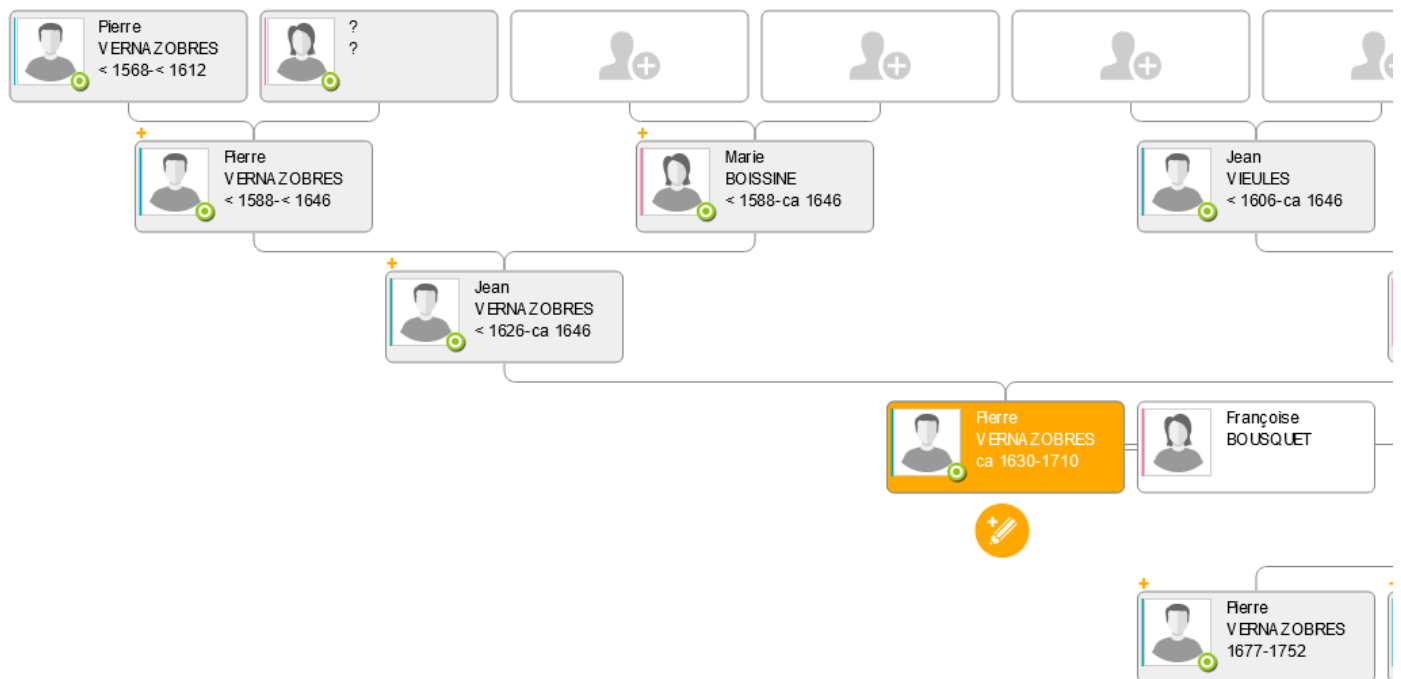 Pierre
VERNAZOBRES
< 1568-< 1612
?
?
Pierre
VERNAZOBRES
< 1588-< 1646
Marie
BOISSINE
< 1588-ca 1646
Jean
VIEULES
< 1606-ca 1646
Jean
VERNAZOBRES
< 1626-ca 1646
Pierre
VERNAZOBRES
ca 1630-1710
Françoise
BOUSQUET
Pierre
VERNAZOBRES
1677-1752